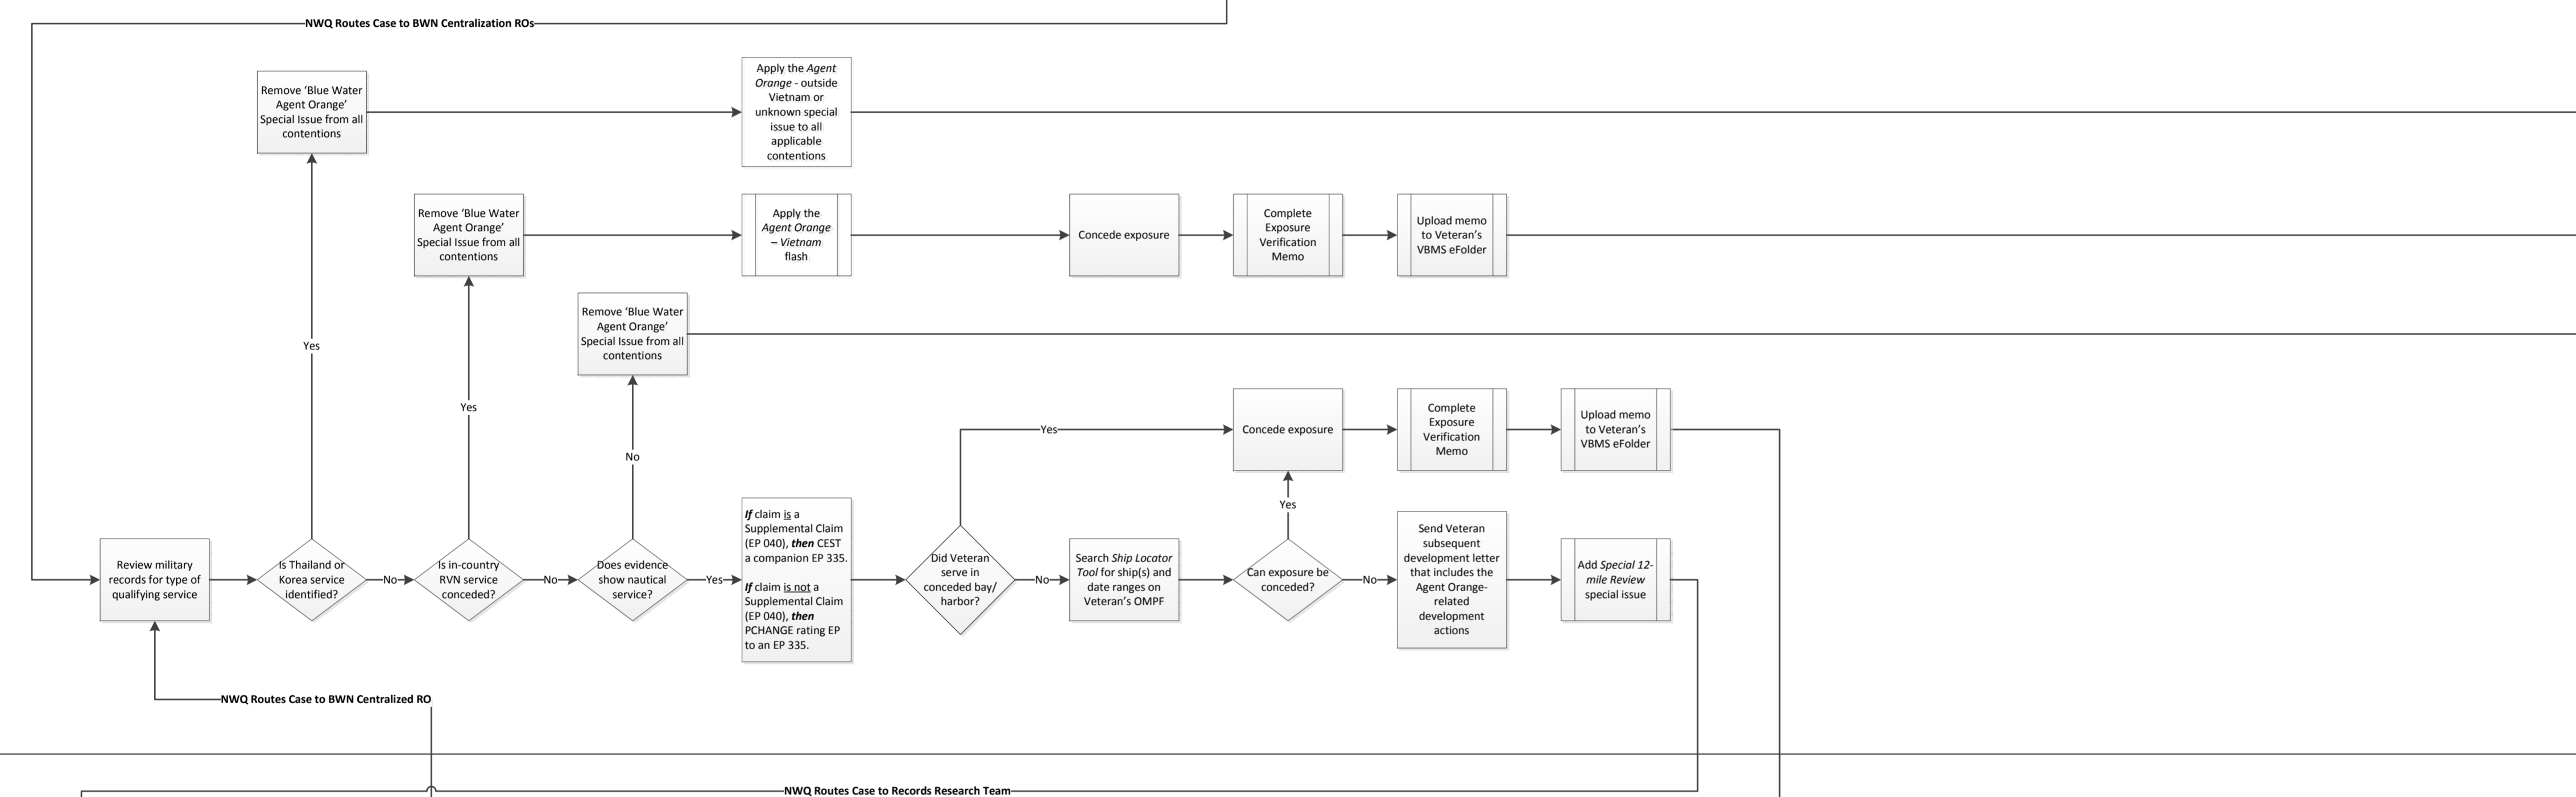 NWQ Routes Case to BWN Centralization ROs
Remove ‘Blue Water
Agent Orange’
Special Issue from all
contentions
Apply the Agent
Orange - outside
Vietnam or
unknown special
issue to all
applicable
contentions
Remove ‘Blue Water
Agent Orange’
Special Issue from all
contentions
Apply the
Agent Orange
– Vietnam
flash
Concede exposure
Complete
Exposure
Verification
Memo
Upload memo
to Veteran’s
VBMS eFolder
Remove ‘Blue Water
Agent Orange’
Special Issue from all
contentions
Yes
Yes
No
Yes
Concede exposure
Complete
Exposure
Verification
Memo
Upload memo
to Veteran’s
VBMS eFolder
Yes
Review military
records for type of
qualifying service
Is Thailand or
Korea service
identified?
No
Is in-country
RVN service
conceded?
No
Does evidence
show nautical
service?
Yes
If claim is a
Supplemental Claim
(EP 040), then CEST
a companion EP 335.
If claim is not a
Supplemental Claim
(EP 040), then
PCHANGE rating EP
to an EP 335.
Did Veteran
serve in
conceded bay/
harbor?
No
Search Ship Locator
Tool for ship(s) and
date ranges on
Veteran’s OMPF
Can exposure be
conceded?
No
Send Veteran
subsequent
development letter
that includes the
Agent Orange-
related
development
actions
Add Special 12-
mile Review
special issue
NWQ Routes Case to BWN Centralized RO
NWQ Routes Case to Records Research Team